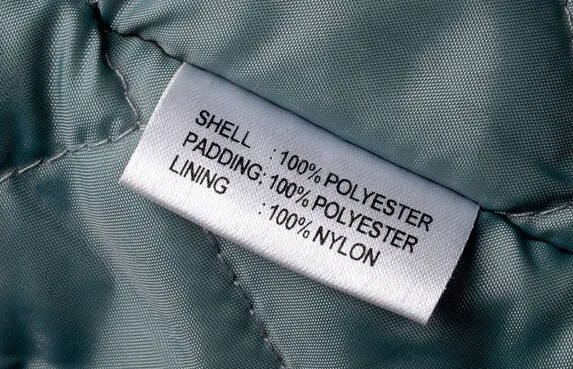 SHELL : 100% POLYESTER
PADDING: 100% POLYESTER
LINING : 100% NYLON